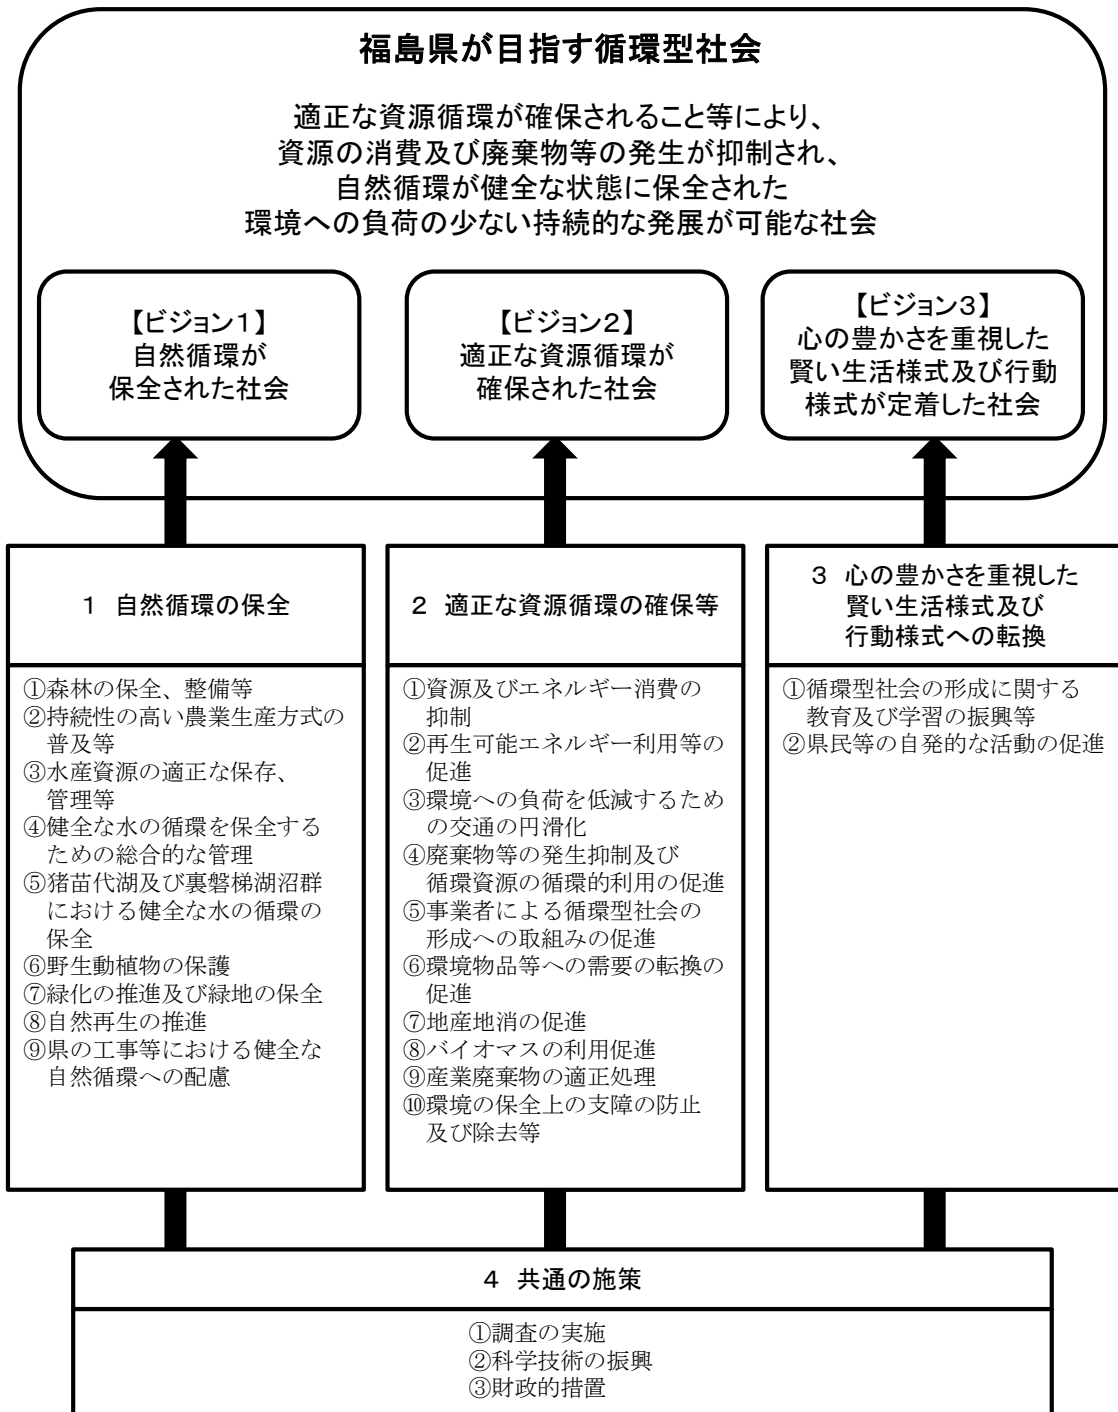 福島県が目指す循環型社会
適正な資源循環が確保されること等により、
資源の消費及び廃棄物等の発生が抑制され、
自然循環が健全な状態に保全された
環境への負荷の少ない持続的な発展が可能な社会
【ビジョン１】
自然循環が
保全された社会
【ビジョン２】
適正な資源循環が
確保された社会
【ビジョン３】
心の豊かさを重視した
賢い生活様式及び行動
様式が定着した社会
１ 自然循環の保全
①森林の保全、整備等
②持続性の高い農業生産方式の
普及等
③水産資源の適正な保存、
管理等
④健全な水の循環を保全する
ための総合的な管理
⑤猪苗代湖及び裏磐梯湖沼群
における健全な水の循環の
保全
⑥野生動植物の保護
⑦緑化の推進及び緑地の保全
⑧自然再生の推進
⑨県の工事等における健全な
自然循環への配慮
２ 適正な資源循環の確保等
①資源及びエネルギー消費の
抑制
②再生可能エネルギー利用等の
促進
③環境への負荷を低減するため
の交通の円滑化
④廃棄物等の発生抑制及び
循環資源の循環的利用の促進
⑤事業者による循環型社会の
形成への取組みの促進
⑥環境物品等への需要の転換の
促進
⑦地産地消の促進
⑧バイオマスの利用促進
⑨産業廃棄物の適正処理
⑩環境の保全上の支障の防止
及び除去等
３ 心の豊かさを重視した
賢い生活様式及び
行動様式への転換
①循環型社会の形成に関する
教育及び学習の振興等
②県民等の自発的な活動の促進
４ 共通の施策
①調査の実施
②科学技術の振興
③財政的措置